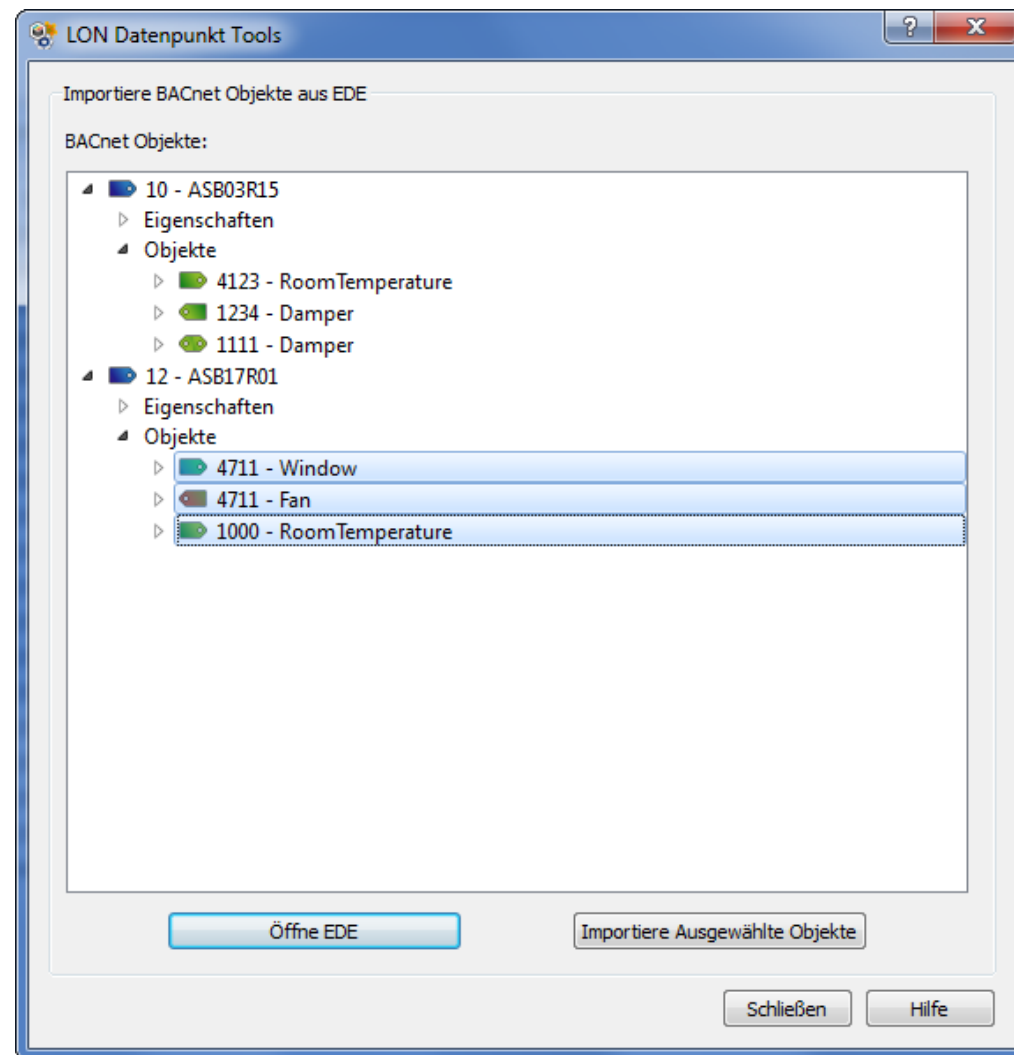 LON Datenpunkt Tools
?
X
Importiere BACnet Objekte aus EDE
BACnet Objekte:
10 - ASB03R15
Eigenschaften
Objekte
4123 - RoomTemperature
1234 - Damper
1111 - Damper
12 - ASB17R01
Eigenschaften
Objekte
4711 - Window
4711 - Fan
1000 - RoomTemperature
Öffne EDE
Importiere Ausgewählte Objekte
Schließen
Hilfe